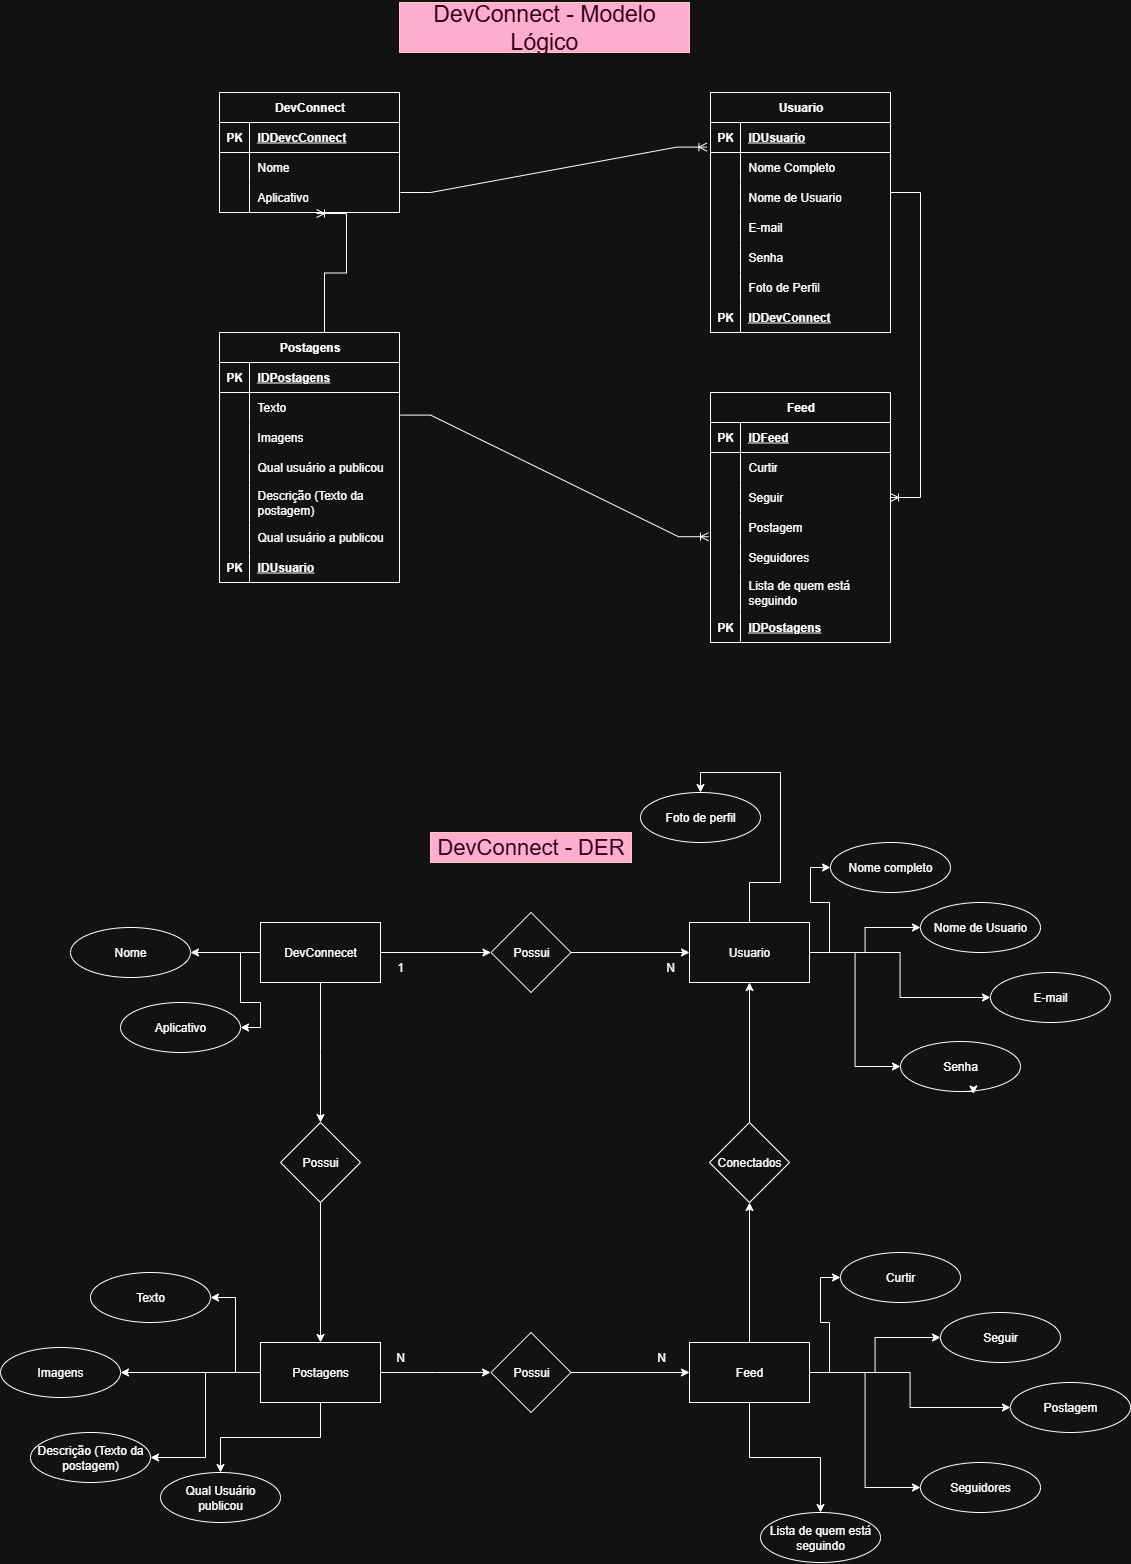 DevConnect - Modelo
Lógico
DevConnect
PK IDDevcConnect
Nome
Aplicativo
Usuario
PK IDUsuario
Nome Completo
Nome de Usuario
E-mail
Senha
Foto de Perfil
PK IDDevConnect
Postagens
PK IDPostagens
Texto
Imagens
Qual usuário a publicou
Descrição (Texto da
postagem)
Qual usuário a publicou
PK IDUsuario
Feed
PK IDFeed
Curtir
Seguir
Postagem
Seguidores
Lista de quem está
seguindo
PK IDPostagens
Foto de perfil
DevConnect - DER
Nome completo
Nome de Usuario
Nome
DevConnecet
1
Possui
N
Usuario
E-mail
Aplicativo
Senha
Possui
Conectados
Texto
Curtir
Seguir
Imagens
Postagens
N
Possui
N
Feed
Postagem
Descrição (Texto da
postagem)
Qual Usuário
publicou
Seguidores
Lista de quem está
seguindo